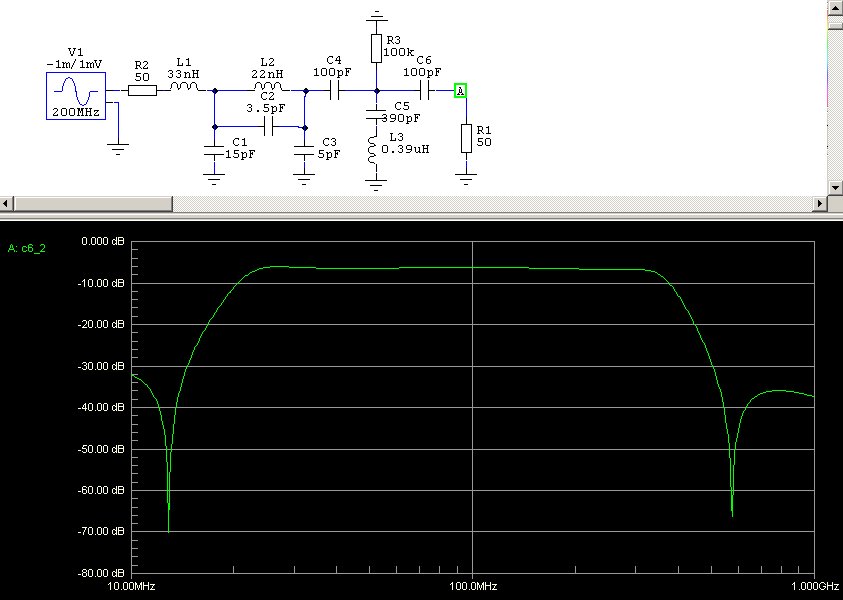 V1
-1m/1mV
200MHz
R2
50
L1
33nH
L2
22nH
C2
3.5pF
C1
15pF
C3
5pF
C4
100pF
R3
100k
C6
100pF
A
C5
390pF
L3
0.39uH
R1
50
A: c6_2
0.000 dB
-10.00 dB
-20.00 dB
-30.00 dB
-40.00 dB
-50.00 dB
-60.00 dB
-70.00 dB
-80.00 dB
10.00MHz
100.0MHz
1.000GHz